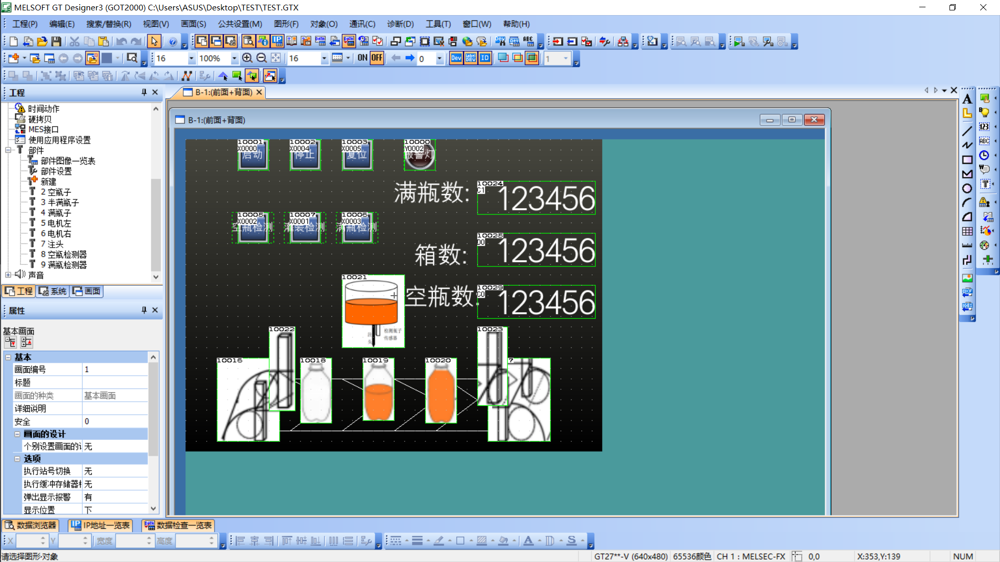 MELSOFT GT Designer3 (GOT2000) C:\Users\ASUS\Desktop\TEST\TEST.GTX
工程(P) 编辑(E) 搜索/替换(R) 视图(V) 画面(S) 公共设置(M) 图形(F) 对象(O) 通讯(C) 诊断(D) 工具(T) 窗口(W) 帮助(H)
16 100% 16 ON OFF 0 Dev ID 1
工程
B-1:(前面+背面)
时间动作
硬拷贝
MES接口
使用应用程序设置
部件
部件图像一览表
部件设置
新建
2 空瓶子
3 半满瓶子
4 满瓶子
5 电机左
6 电机右
7 注头
8 空瓶检测器
9 满瓶检测器
声音
工程 系统 画面
属性
基本画面
基本
画面编号 1
标题
画面的种类 基本画面
详细说明
安全 0
画面的设计
个别设置画面的 无
选项
执行站号切换 无
执行缓冲存储器 无
弹出显示报警 有
显示位置 下
B-1:(前面+背面)
10001 10002 10003 10000
X0000 X0004 X0005 Y0002
启动 停止 复位 报警灯
满瓶数: 10024 C1 123456
10005 10007 10006
X0002 X0001 X0003
空瓶检测 灌装检测 满瓶检测
箱数: 10025 D0 123456
10021
空瓶数: 10029 C0 123456
注头 检测瓶子传感器
10022 10023
10016 10018 10019 10020 7
数据浏览器 IP地址一览表 数据检查一览表
X Y 宽度 高度
请选择图形·对象
GT27**-V (640x480) 65536颜色 CH 1 : MELSEC-FX 0,0 X:353,Y:139 NUM